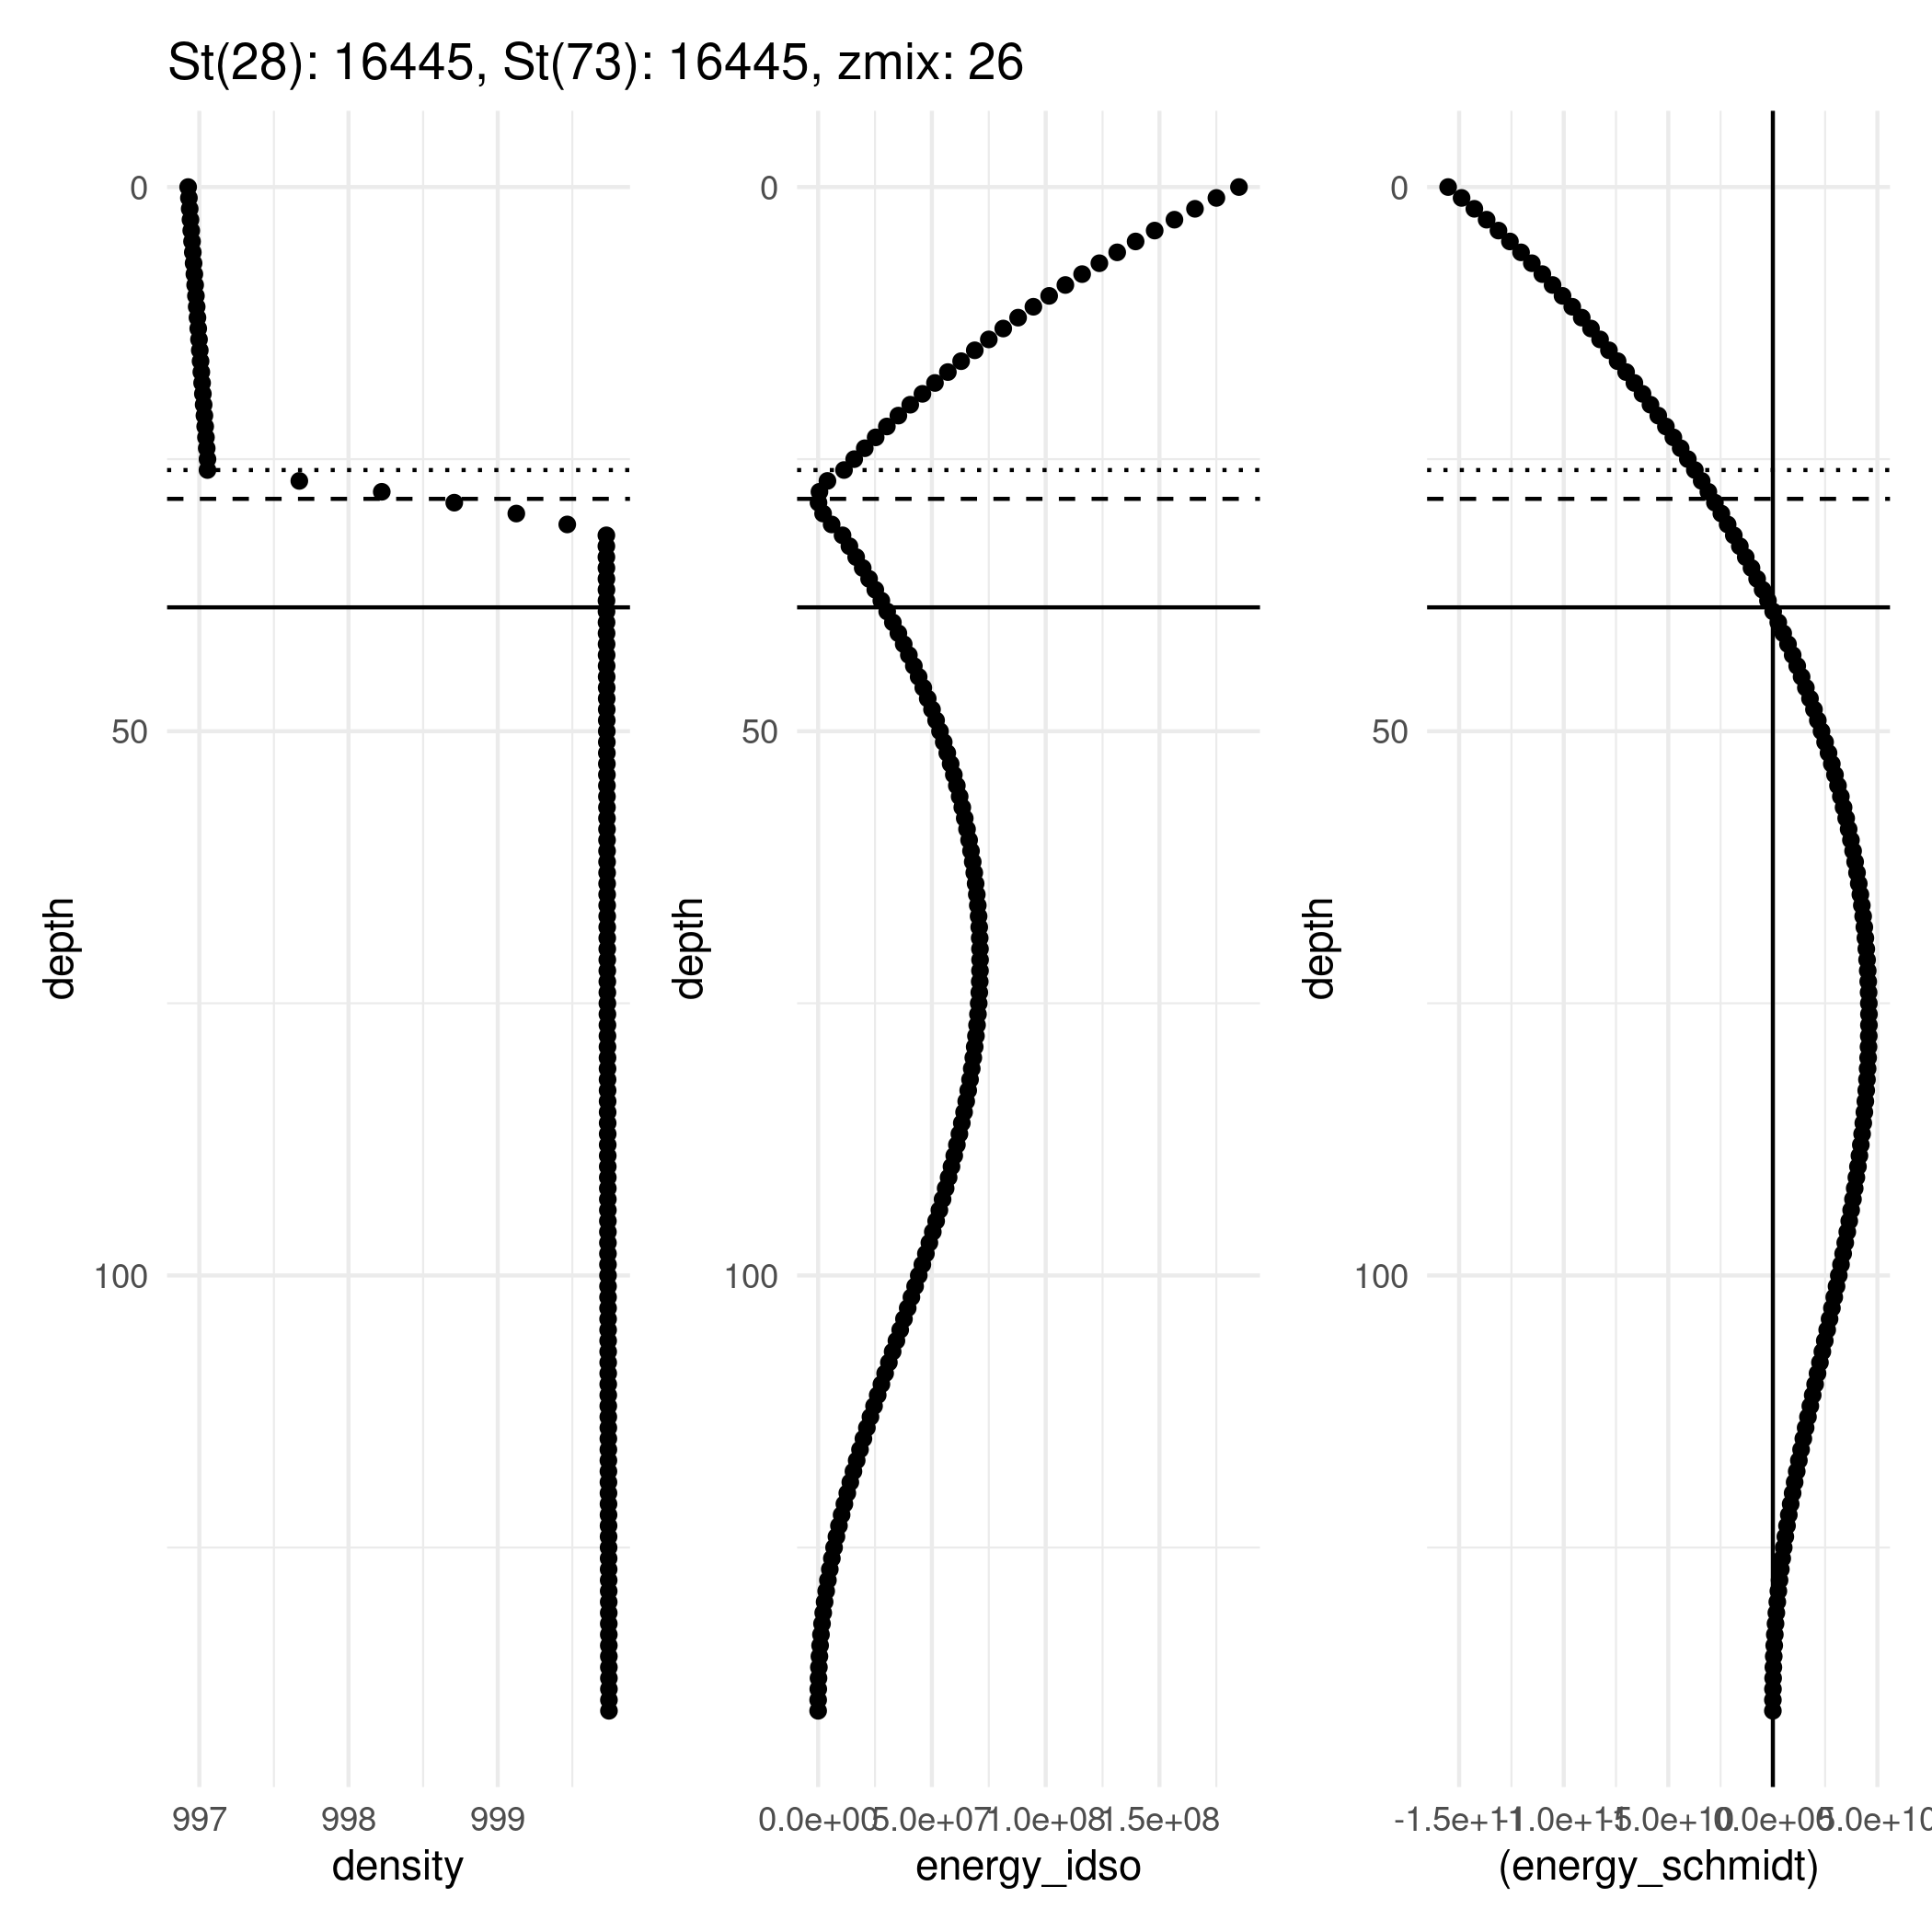 St(28): 16445, St(73): 16445, zmix: 26
0
50
100
depth
997
998
999
density
0
50
100
depth
0.0e+00
5.0e+07
1.0e+08
1.5e+08
energy_idso
0
50
100
depth
-1.5e+11
-1.0e+11
-5.0e+10
0.0e+00
5.0e+10
(energy_schmidt)